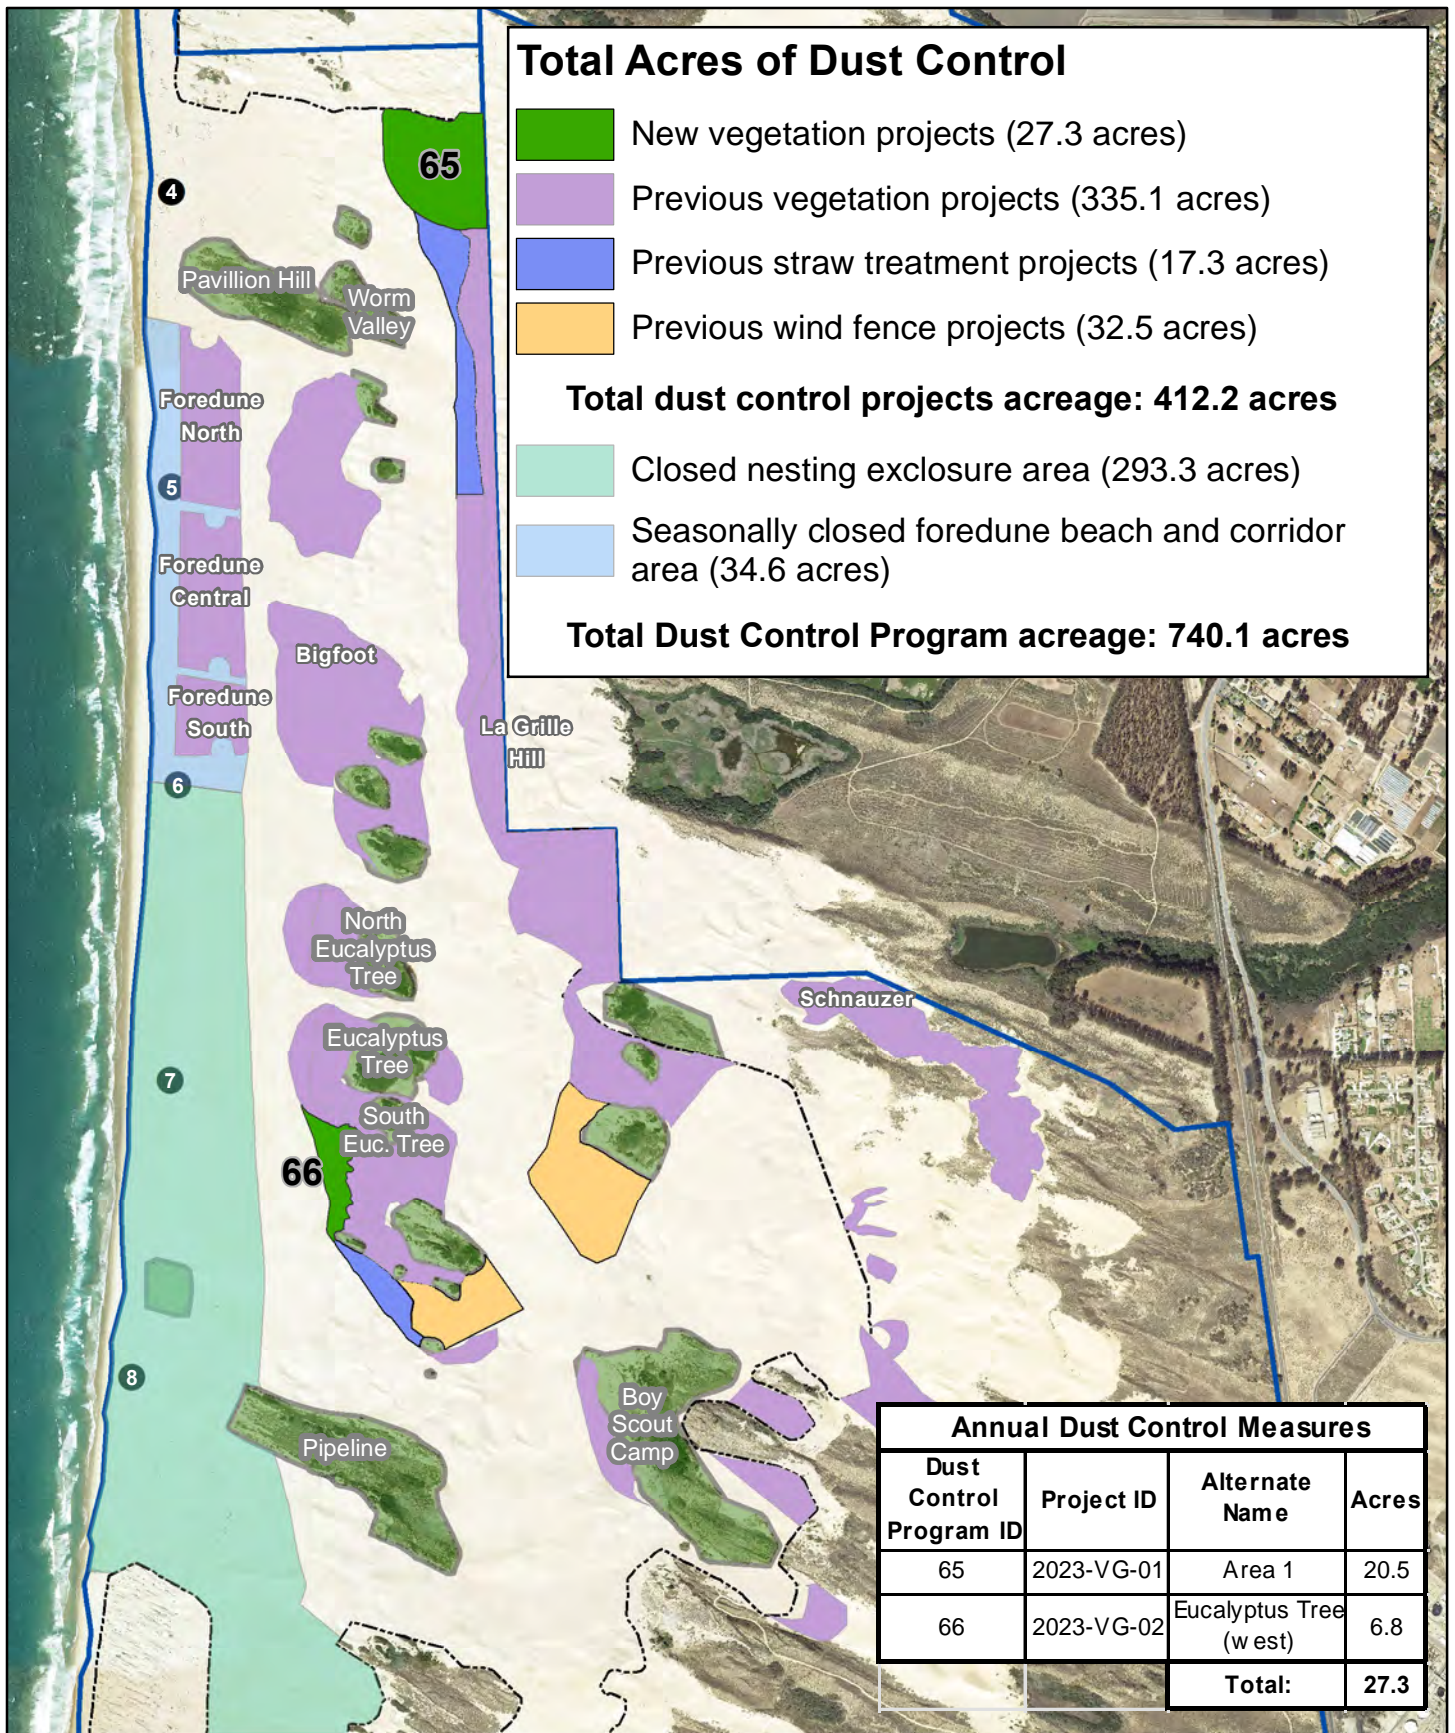 Total Acres of Dust Control
New vegetation projects (27.3 acres)
Previous vegetation projects (335.1 acres)
Previous straw treatment projects (17.3 acres)
Previous wind fence projects (32.5 acres)
Total dust control projects acreage: 412.2 acres
Closed nesting exclosure area (293.3 acres)
Seasonally closed foredune beach and corridor
area (34.6 acres)
Total Dust Control Program acreage: 740.1 acres
65
4
Pavillion Hill
Worm
Valley
Foredune
North
5
Foredune
Central
Bigfoot
Foredune
South
La Grille
Hill
6
North
Eucalyptus
Tree
Schnauzer
Eucalyptus
Tree
7
South
Euc. Tree
66
8
Boy
Scout
Camp
Pipeline
Annual Dust Control Measures
Dust
Control
Program ID
Project ID
Alternate
Name
Acres
65
2023-VG-01
Area 1
20.5
66
2023-VG-02
Eucalyptus Tree
(west)
6.8
Total:
27.3